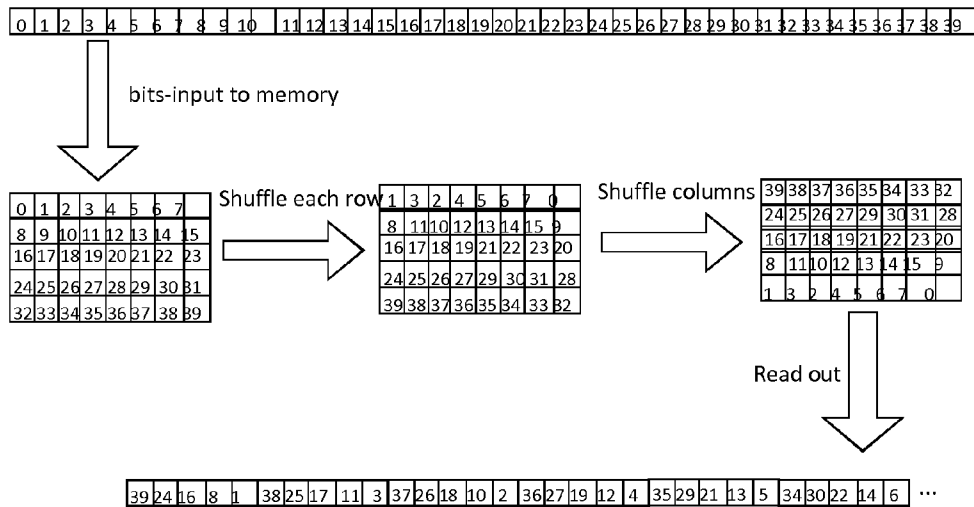 0 1 2 3 4 5 6 7 8 9 10 11 12 13 14 15 16 17 18 19 20 21 22 23 24 25 26 27 28 29 30 31 32 33 34 35 36 37 38 39
bits-input to memory
0 1 2 3 4 5 6 7
8 9 10 11 12 13 14 15
16 17 18 19 20 21 22 23
24 25 26 27 28 29 30 31
32 33 34 35 36 37 38 39
Shuffle each row
1 3 2 4 5 6 7 0
8 11 10 12 13 14 15 9
16 17 18 19 21 22 23 20
24 25 26 27 29 30 31 28
39 38 37 36 35 34 33 32
Shuffle columns
39 38 37 36 35 34 33 32
24 25 26 27 29 30 31 28
16 17 18 19 21 22 23 20
8 11 10 12 13 14 15 9
1 3 2 4 5 6 7 0
Read out
39 24 16 8 1 38 25 17 11 3 37 26 18 10 2 36 27 19 12 4 35 29 21 13 5 34 30 22 14 6 ...